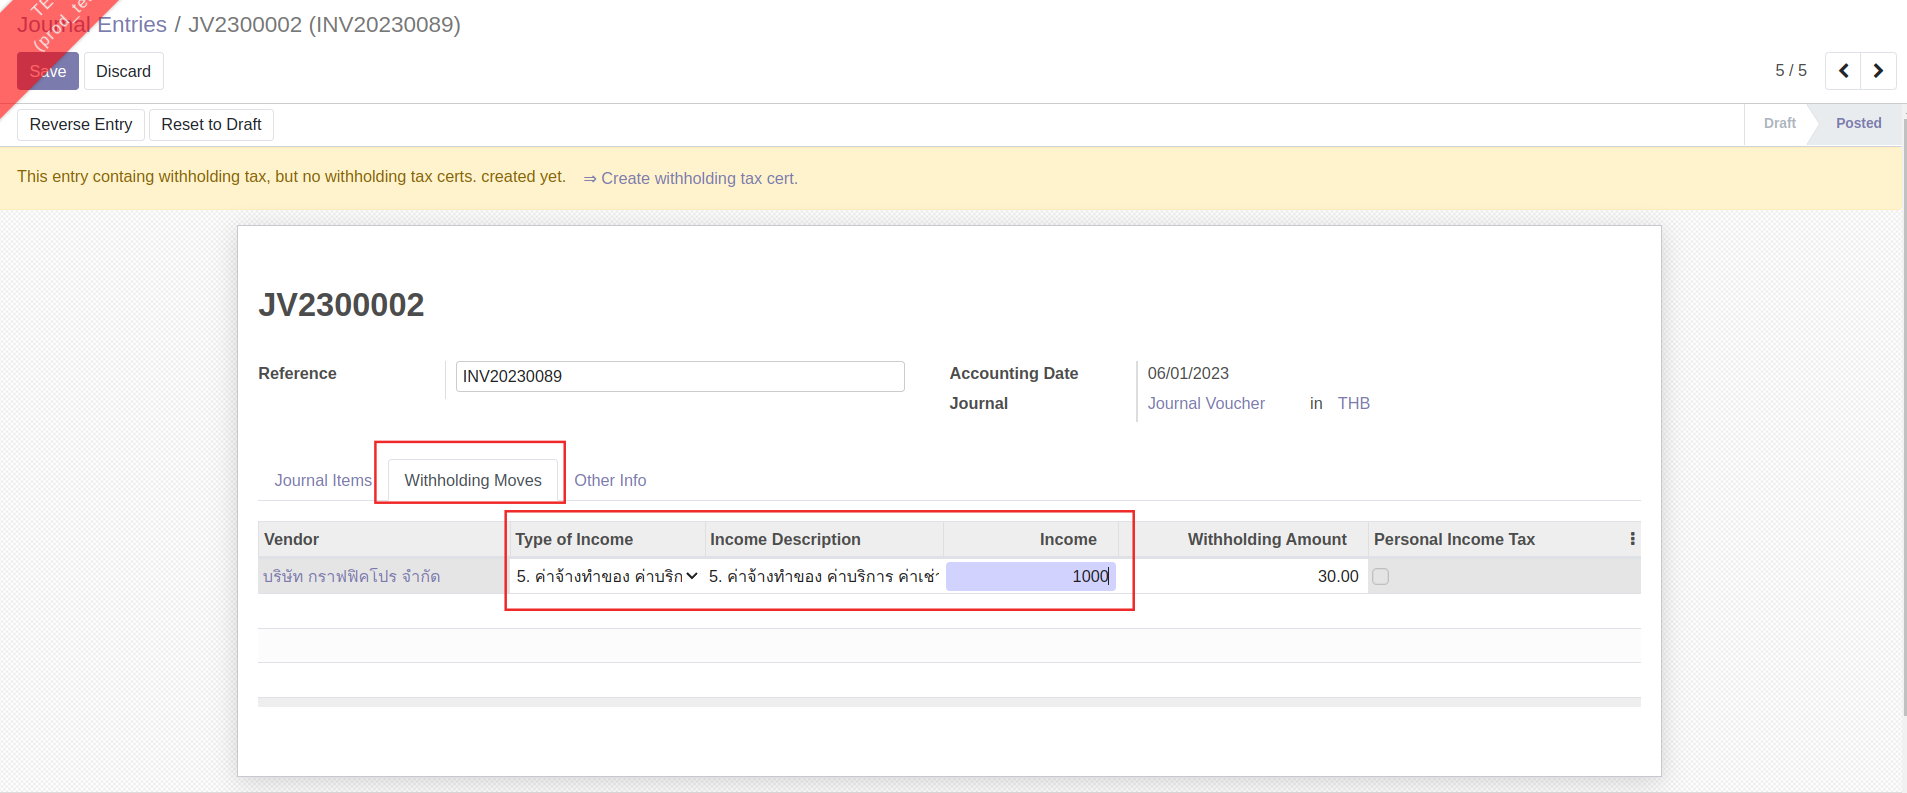 Journal Entries / JV2300002 (INV20230089)
TE
(prod_te
Save Discard 5 / 5
Reverse Entry Reset to Draft Draft Posted
This entry containg withholding tax, but no withholding tax certs. created yet. ⇒ Create withholding tax cert.
JV2300002
Reference INV20230089 Accounting Date 06/01/2023
Journal Journal Voucher in THB
Journal Items Withholding Moves Other Info
Vendor Type of Income Income Description Income Withholding Amount Personal Income Tax
บริษัท กราฟฟิคโปร จำกัด 5. ค่าจ้างทำของ ค่าบริก 5. ค่าจ้างทำของ ค่าบริการ ค่าเช่า 1000 30.00